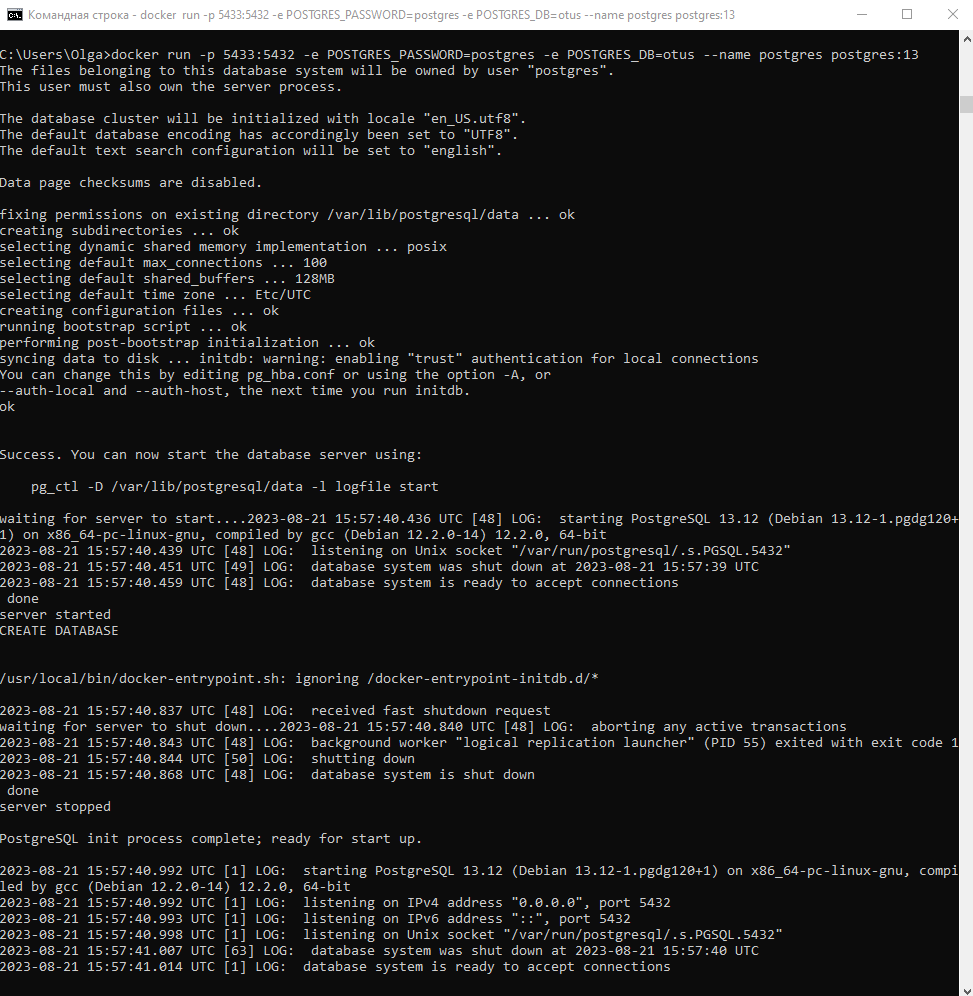 Командная строка - docker run -p 5433:5432 -e POSTGRES_PASSWORD=postgres -e POSTGRES_DB=otus --name postgres postgres:13
C:\Users\Olga>docker run -p 5433:5432 -e POSTGRES_PASSWORD=postgres -e POSTGRES_DB=otus --name postgres postgres:13
The files belonging to this database system will be owned by user "postgres".
This user must also own the server process.
The database cluster will be initialized with locale "en_US.utf8".
The default database encoding has accordingly been set to "UTF8".
The default text search configuration will be set to "english".
Data page checksums are disabled.
fixing permissions on existing directory /var/lib/postgresql/data ... ok
creating subdirectories ... ok
selecting dynamic shared memory implementation ... posix
selecting default max_connections ... 100
selecting default shared_buffers ... 128MB
selecting default time zone ... Etc/UTC
creating configuration files ... ok
running bootstrap script ... ok
performing post-bootstrap initialization ... ok
syncing data to disk ... initdb: warning: enabling "trust" authentication for local connections
You can change this by editing pg_hba.conf or using the option -A, or
--auth-local and --auth-host, the next time you run initdb.
ok
Success. You can now start the database server using:
    pg_ctl -D /var/lib/postgresql/data -l logfile start
waiting for server to start....2023-08-21 15:57:40.436 UTC [48] LOG:  starting PostgreSQL 13.12 (Debian 13.12-1.pgdg120+
1) on x86_64-pc-linux-gnu, compiled by gcc (Debian 12.2.0-14) 12.2.0, 64-bit
2023-08-21 15:57:40.439 UTC [48] LOG:  listening on Unix socket "/var/run/postgresql/.s.PGSQL.5432"
2023-08-21 15:57:40.451 UTC [49] LOG:  database system was shut down at 2023-08-21 15:57:39 UTC
2023-08-21 15:57:40.459 UTC [48] LOG:  database system is ready to accept connections
 done
server started
CREATE DATABASE
/usr/local/bin/docker-entrypoint.sh: ignoring /docker-entrypoint-initdb.d/*
2023-08-21 15:57:40.837 UTC [48] LOG:  received fast shutdown request
waiting for server to shut down....2023-08-21 15:57:40.840 UTC [48] LOG:  aborting any active transactions
2023-08-21 15:57:40.843 UTC [48] LOG:  background worker "logical replication launcher" (PID 55) exited with exit code 1
2023-08-21 15:57:40.844 UTC [50] LOG:  shutting down
2023-08-21 15:57:40.868 UTC [48] LOG:  database system is shut down
 done
server stopped
PostgreSQL init process complete; ready for start up.
2023-08-21 15:57:40.992 UTC [1] LOG:  starting PostgreSQL 13.12 (Debian 13.12-1.pgdg120+1) on x86_64-pc-linux-gnu, compi
led by gcc (Debian 12.2.0-14) 12.2.0, 64-bit
2023-08-21 15:57:40.992 UTC [1] LOG:  listening on IPv4 address "0.0.0.0", port 5432
2023-08-21 15:57:40.993 UTC [1] LOG:  listening on IPv6 address "::", port 5432
2023-08-21 15:57:40.998 UTC [1] LOG:  listening on Unix socket "/var/run/postgresql/.s.PGSQL.5432"
2023-08-21 15:57:41.007 UTC [63] LOG:  database system was shut down at 2023-08-21 15:57:40 UTC
2023-08-21 15:57:41.014 UTC [1] LOG:  database system is ready to accept connections